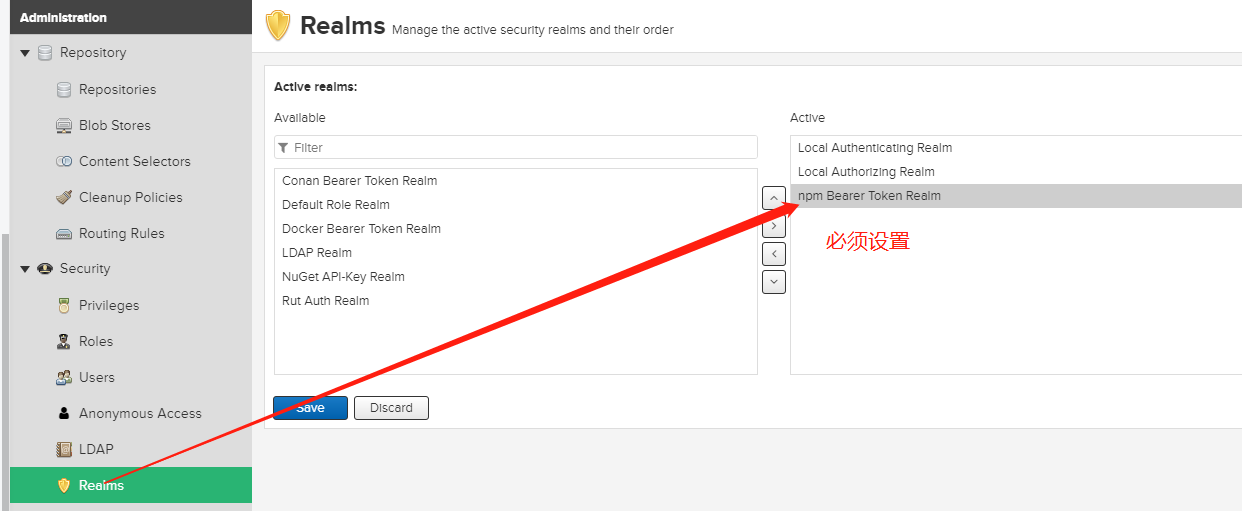 Administration
Repository
Repositories
Blob Stores
Content Selectors
Cleanup Policies
Routing Rules
Security
Privileges
Roles
Users
Anonymous Access
LDAP
Realms
Realms Manage the active security realms and their order
Active realms:
Available
Filter
Conan Bearer Token Realm
Default Role Realm
Docker Bearer Token Realm
LDAP Realm
NuGet API-Key Realm
Rut Auth Realm
Active
Local Authenticating Realm
Local Authorizing Realm
npm Bearer Token Realm
必须设置
Save Discard